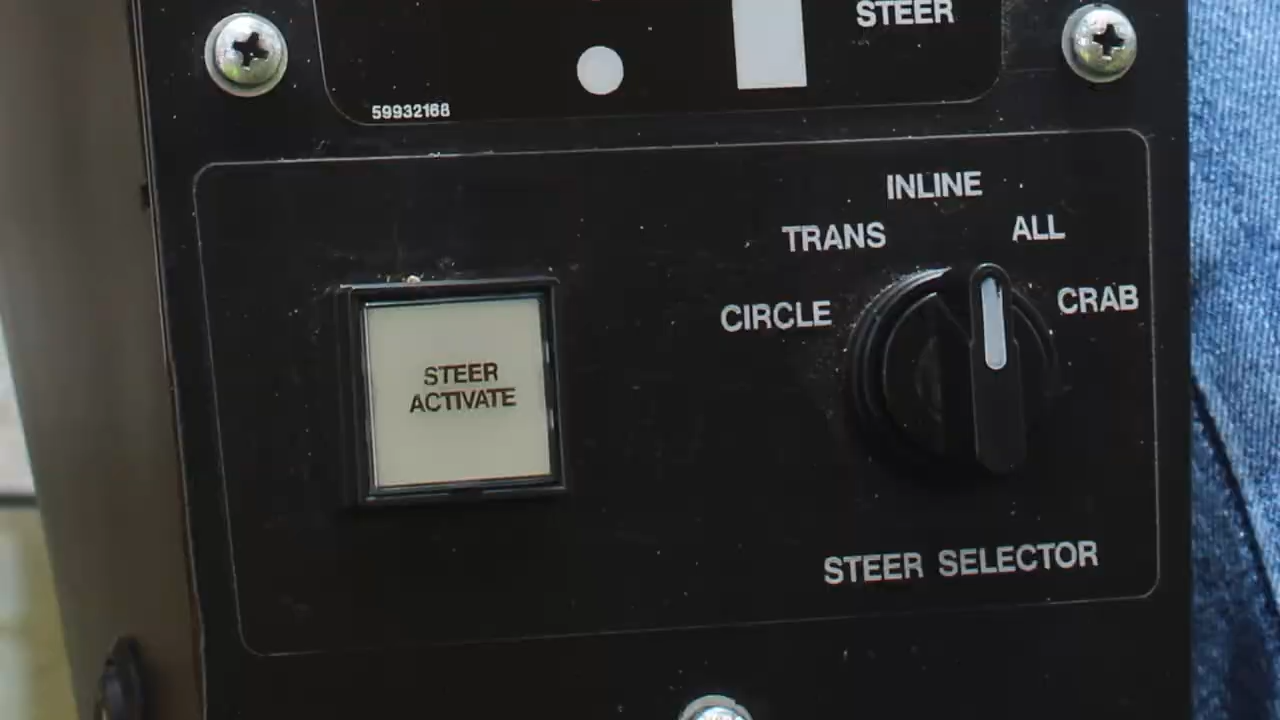 STEER
59932168
INLINE
TRANS
ALL
CIRCLE
CRAB
STEER
ACTIVATE
STEER SELECTOR